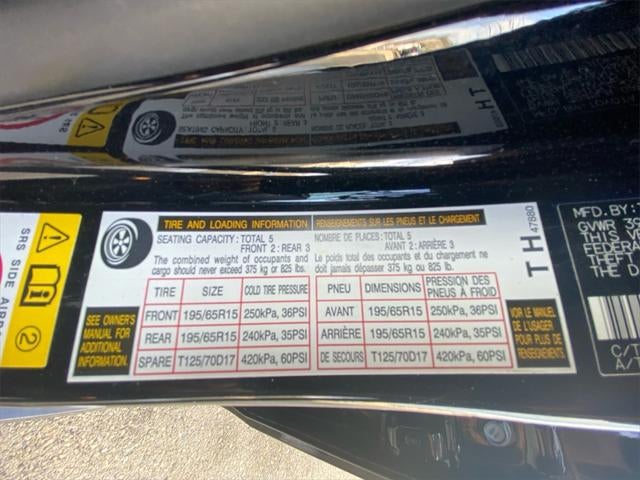 TIRE AND LOADING INFORMATION
SEATING CAPACITY : TOTAL 5
FRONT 2 : REAR 3
The combined weight of occupants and
cargo should never exceed 375 kg or 825 lbs.
RENSEIGNEMENTS SUR LES PNEUS ET LE CHARGEMENT
NOMBRE DE PLACES : TOTAL 5
AVANT 2 : ARRIÈRE 3
Le poids total des occupants et du chargement ne
doit jamais dépasser 375 kg ou 825 lb.
SEE OWNER'S
MANUAL FOR
ADDITIONAL
INFORMATION
TIRE SIZE COLD TIRE PRESSURE
FRONT 195/65R15 250kPa, 36PSI
REAR 195/65R15 240kPa, 35PSI
SPARE T125/70D17 420kPa, 60PSI
PNEU DIMENSIONS PRESSION DES PNEUS À FROID
AVANT 195/65R15 250kPa, 36PSI
ARRIÈRE 195/65R15 240kPa, 35PSI
DE SECOURS T125/70D17 420kPa, 60PSI
VOIR LE MANUEL
DE L'USAGER
POUR PLUS DE
RENSEIGNEMENTS
TH 47880
SRS SIDE AIRB
2
MFD. BY:
GVWR
THIS VE
FEDERA
THEFT
THE D
C/T
A/T